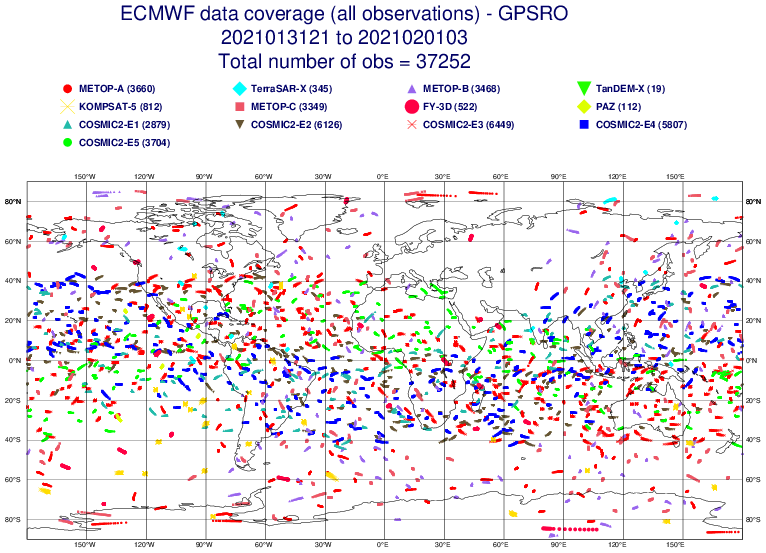 ECMWF data coverage (all observations) - GPSRO
2021013121 to 2021020103
Total number of obs = 37252
METOP-A (3660) TerraSAR-X (345) METOP-B (3468) TanDEM-X (19)
KOMPSAT-5 (812) METOP-C (3349) FY-3D (522) PAZ (112)
COSMIC2-E1 (2879) COSMIC2-E2 (6126) COSMIC2-E3 (6449) COSMIC2-E4 (5807)
COSMIC2-E5 (3704)
150°W 120°W 90°W 60°W 30°W 0°E 30°E 60°E 90°E 120°E 150°E
80°N 80°N
60°N 60°N
40°N 40°N
20°N 20°N
0°N 0°N
20°S 20°S
40°S 40°S
60°S 60°S
80°S 80°S
150°W 120°W 90°W 60°W 30°W 0°E 30°E 60°E 90°E 120°E 150°E